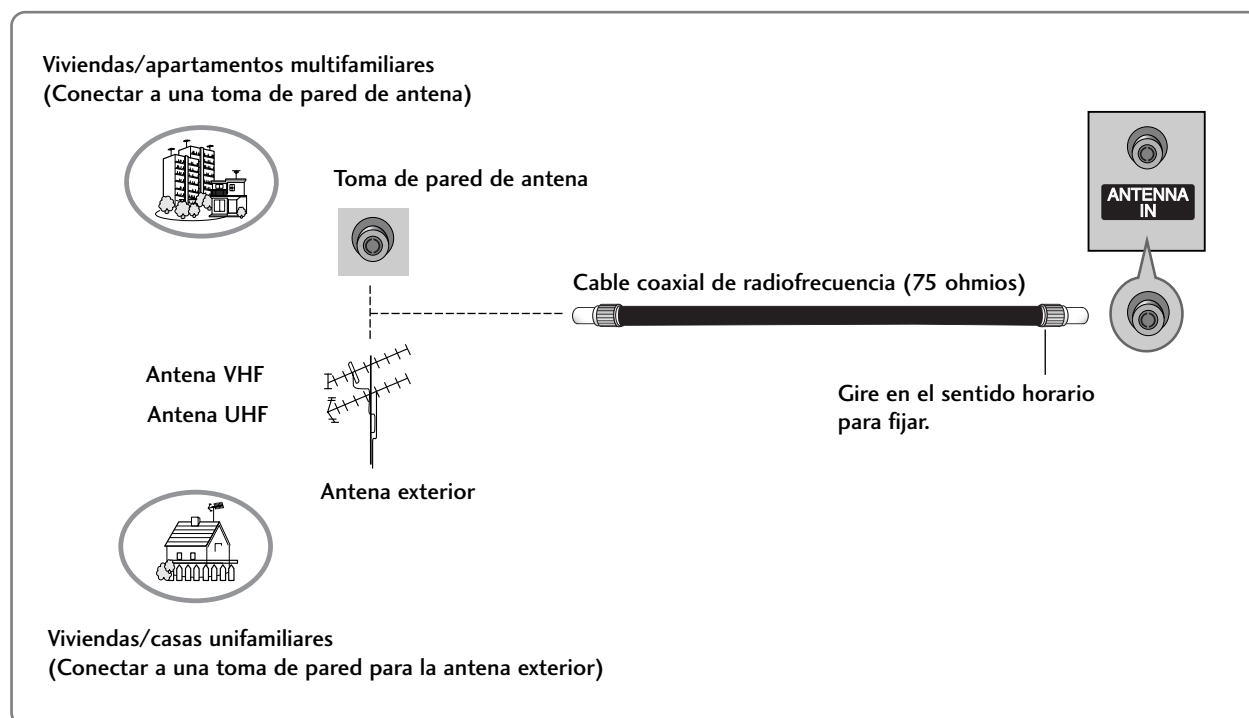 Viviendas/apartamentos multifamiliares
(Conectar a una toma de pared de antena)
Toma de pared de antena
ANTENNA
IN
Cable coaxial de radiofrecuencia (75 ohmios)
Antena VHF
Antena UHF
Gire en el sentido horario
para fijar.
Antena exterior
Viviendas/casas unifamiliares
(Conectar a una toma de pared para la antena exterior)